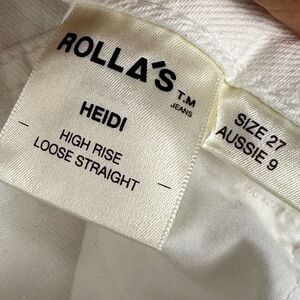 ROLLA'S T.M
JEANS
HEIDI
HIGH RISE
LOOSE STRAIGHT
SIZE 27
AUSSIE 9